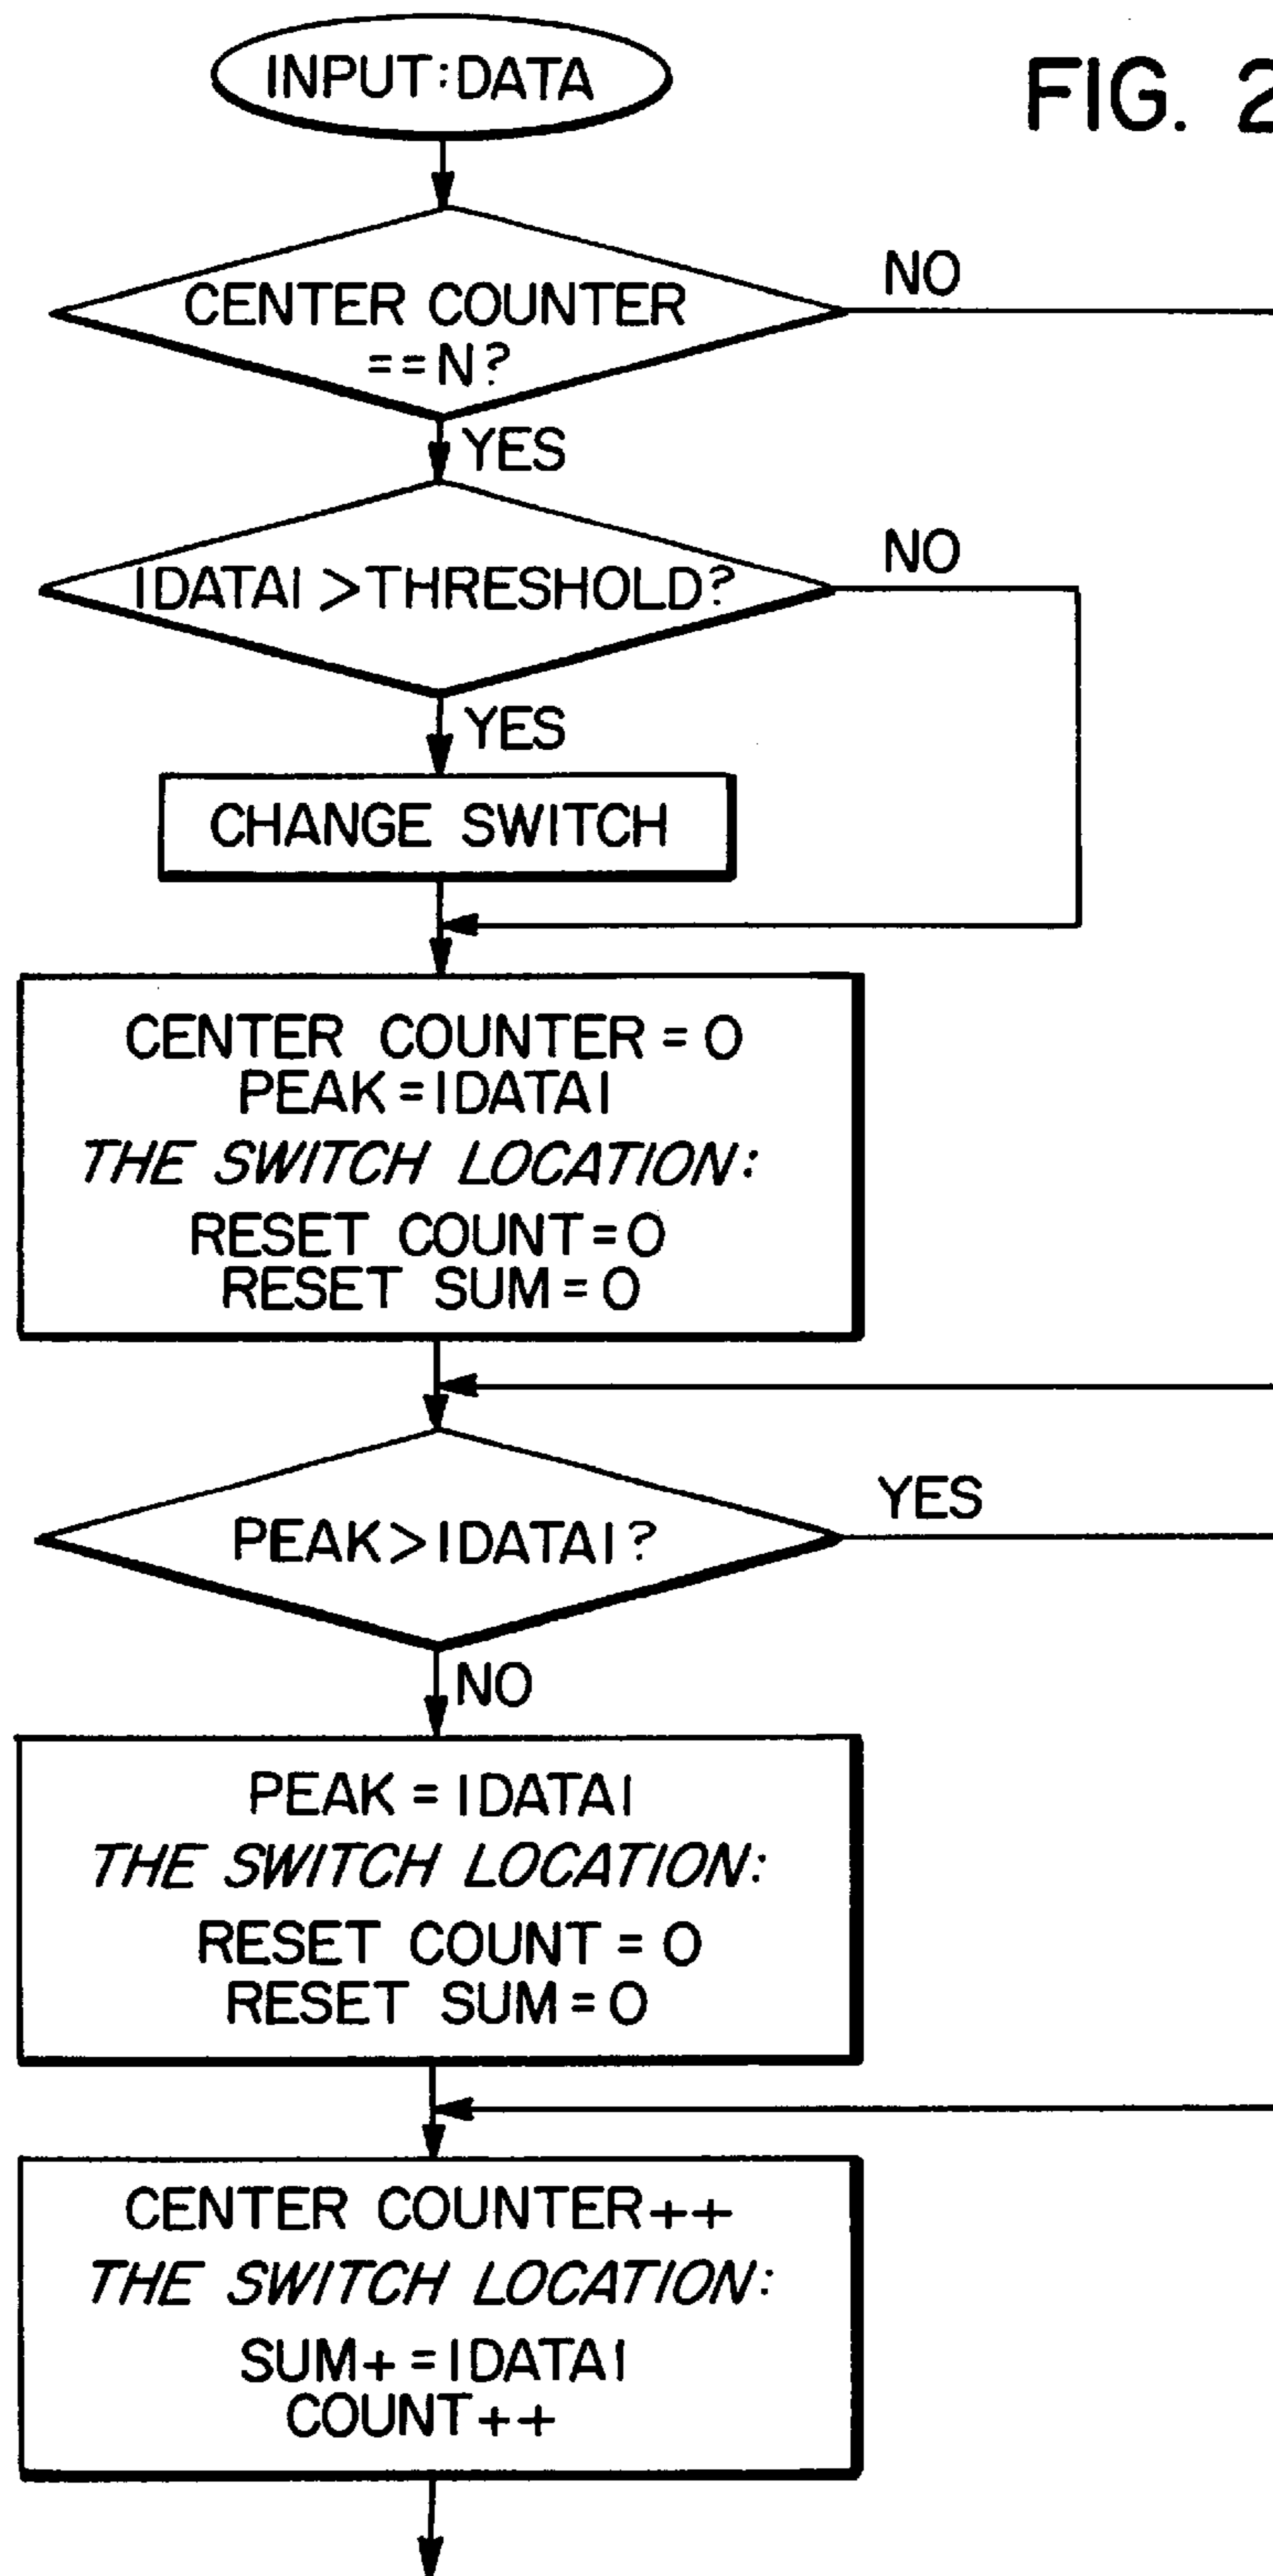 INPUT:DATA
FIG. 2
CENTER COUNTER
==N?
NO
YES
|DATA| >THRESHOLD?
NO
YES
CHANGE SWITCH
CENTER COUNTER = 0
PEAK = |DATA|
THE SWITCH LOCATION:
RESET COUNT = 0
RESET SUM = 0
PEAK > |DATA| ?
YES
NO
PEAK = |DATA|
THE SWITCH LOCATION:
RESET COUNT = 0
RESET SUM = 0
CENTER COUNTER++
THE SWITCH LOCATION:
SUM+ = |DATA|
COUNT++